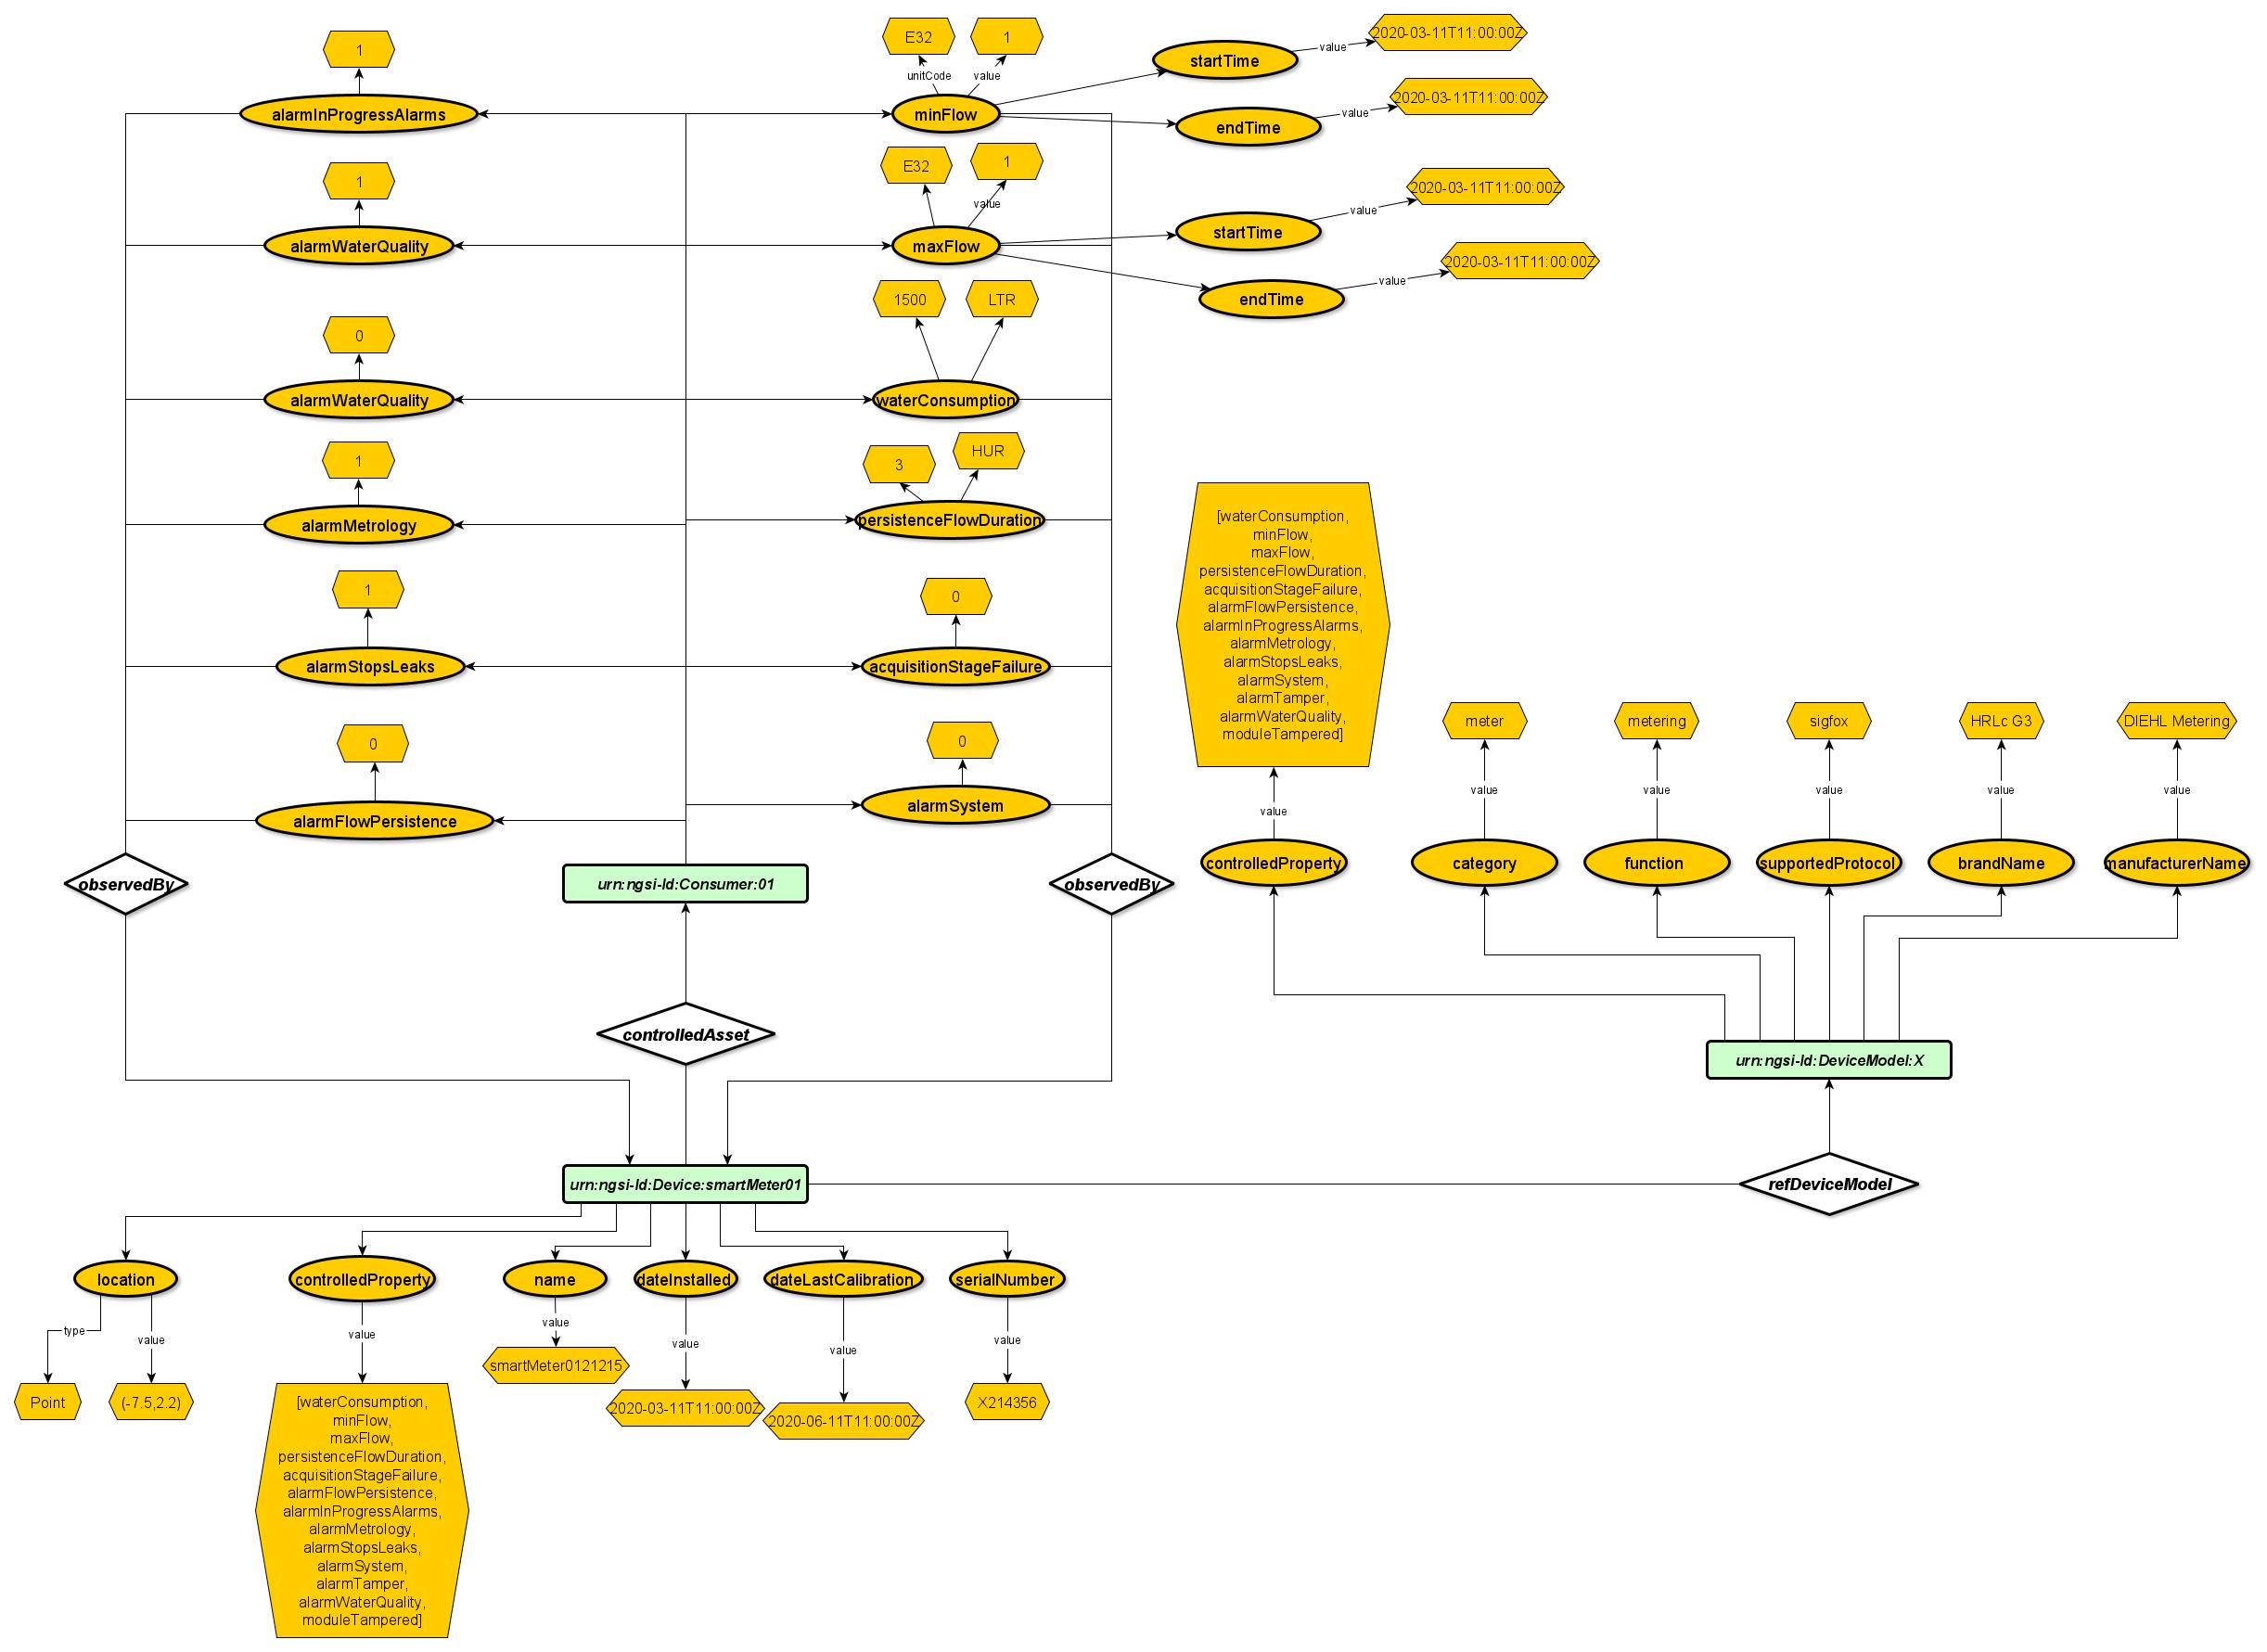 1
alarmInProgressAlarms
1
alarmWaterQuality
0
alarmWaterQuality
1
alarmMetrology
1
alarmStopsLeaks
0
alarmFlowPersistence
observedBy
E32
1
unitCode
value
minFlow
E32
1
value
maxFlow
1500
LTR
waterConsumption
3
HUR
persistenceFlowDuration
0
acquisitionStageFailure
0
alarmSystem
observedBy
startTime
value
2020-03-11T11:00:00Z
endTime
value
2020-03-11T11:00:00Z
startTime
value
2020-03-11T11:00:00Z
endTime
value
2020-03-11T11:00:00Z
urn:ngsi-ld:Consumer:01
controlledAsset
[waterConsumption,
minFlow,
maxFlow,
persistenceFlowDuration,
acquisitionStageFailure,
alarmFlowPersistence,
alarmInProgressAlarms,
alarmMetrology,
alarmStopsLeaks,
alarmSystem,
alarmTamper,
alarmWaterQuality,
moduleTampered]
value
controlledProperty
meter
value
category
metering
value
function
sigfox
value
supportedProtocol
HRLc G3
value
brandName
DIEHL Metering
value
manufacturerName
urn:ngsi-ld:DeviceModel:X
refDeviceModel
urn:ngsi-ld:Device:smartMeter01
location
type
value
Point
(-7.5,2.2)
controlledProperty
value
[waterConsumption,
minFlow,
maxFlow,
persistenceFlowDuration,
acquisitionStageFailure,
alarmFlowPersistence,
alarmInProgressAlarms,
alarmMetrology,
alarmStopsLeaks,
alarmSystem,
alarmTamper,
alarmWaterQuality,
moduleTampered]
name
value
smartMeter0121215
dateInstalled
value
2020-03-11T11:00:00Z
dateLastCalibration
value
2020-06-11T11:00:00Z
serialNumber
value
X214356